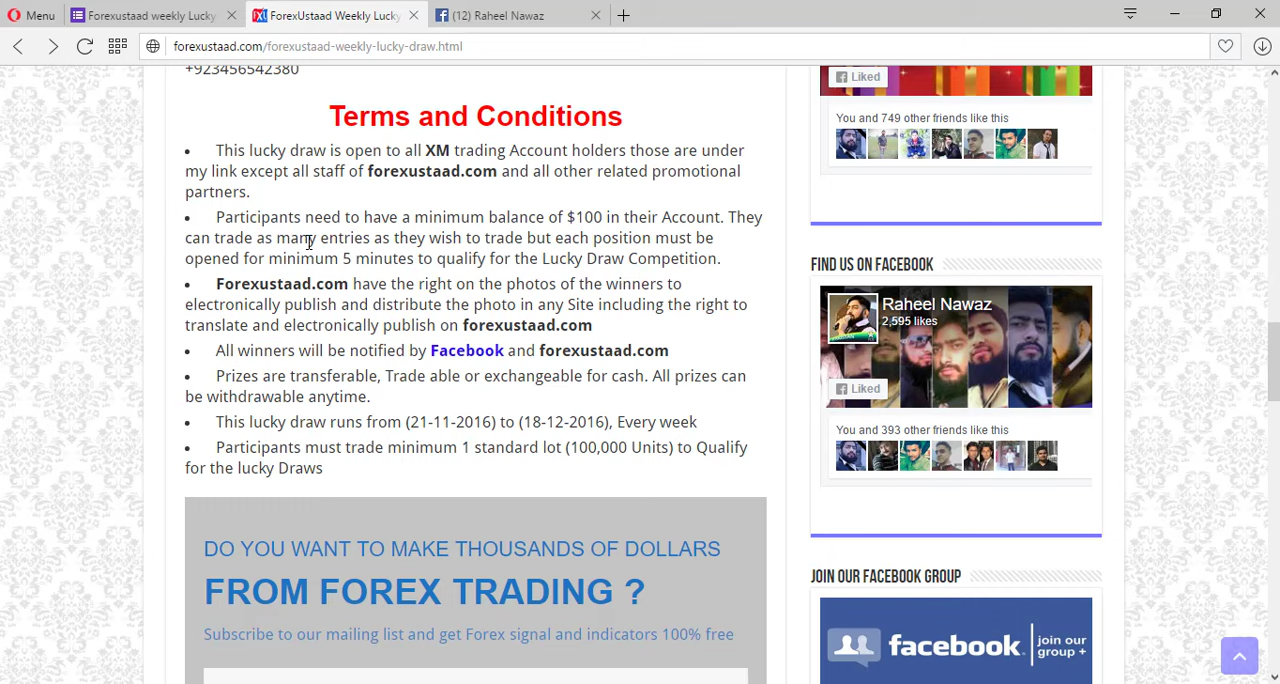 Menu
Forexustaad weekly Lucky
ForexUstaad Weekly Lucky
(12) Raheel Nawaz
forexustaad.com/forexustaad-weekly-lucky-draw.html
+923456542380
Terms and Conditions
• This lucky draw is open to all XM trading Account holders those are under
my link except all staff of forexustaad.com and all other related promotional
partners.
• Participants need to have a minimum balance of $100 in their Account. They
can trade as many entries as they wish to trade but each position must be
opened for minimum 5 minutes to qualify for the Lucky Draw Competition.
• Forexustaad.com have the right on the photos of the winners to
electronically publish and distribute the photo in any Site including the right to
translate and electronically publish on forexustaad.com
• All winners will be notified by Facebook and forexustaad.com
• Prizes are transferable, Trade able or exchangeable for cash. All prizes can
be withdrawable anytime.
• This lucky draw runs from (21-11-2016) to (18-12-2016), Every week
• Participants must trade minimum 1 standard lot (100,000 Units) to Qualify
for the lucky Draws
DO YOU WANT TO MAKE THOUSANDS OF DOLLARS
FROM FOREX TRADING ?
Subscribe to our mailing list and get Forex signal and indicators 100% free
Liked
You and 749 other friends like this
FIND US ON FACEBOOK
Raheel Nawaz
2,595 likes
Liked
You and 393 other friends like this
JOIN OUR FACEBOOK GROUP
facebook
join our
group +